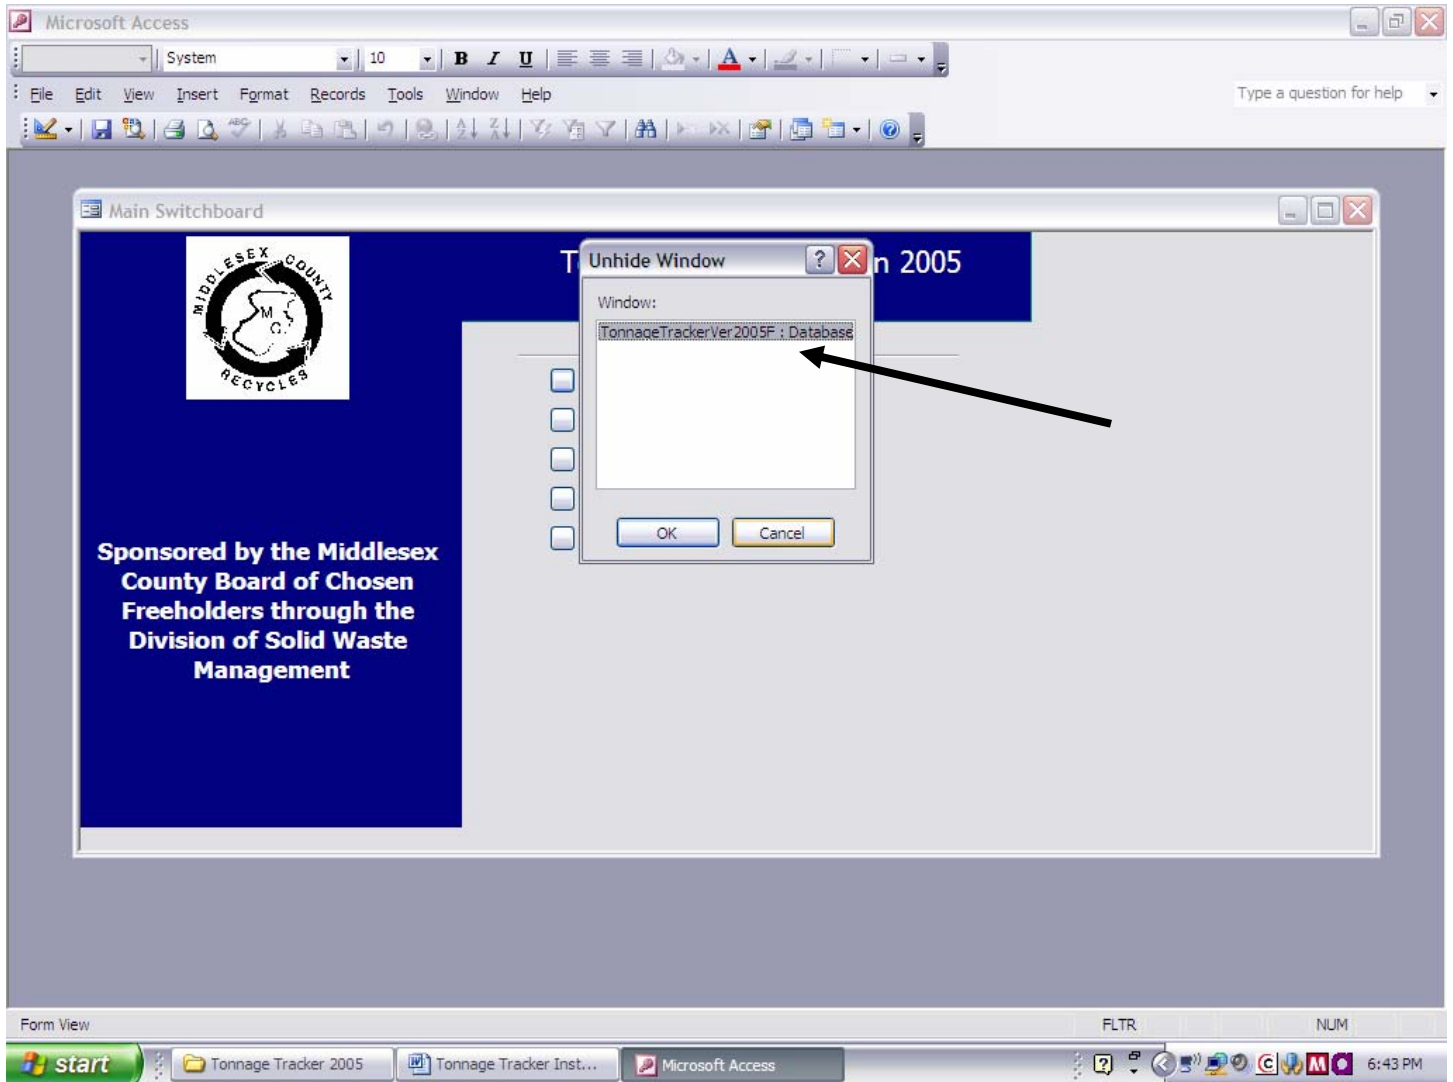 Microsoft Access
System 10 B I U A
File Edit View Insert Format Records Tools Window Help
Type a question for help
Main Switchboard
MIDDLESEX COUNTY
M
C.
RECYCLES
T
n 2005
Unhide Window
Window:
TonnageTrackerVer2005F : Database
OK Cancel
Sponsored by the Middlesex
County Board of Chosen
Freeholders through the
Division of Solid Waste
Management
Form View FLTR NUM
start Tonnage Tracker 2005 Tonnage Tracker Inst... Microsoft Access 6:43 PM